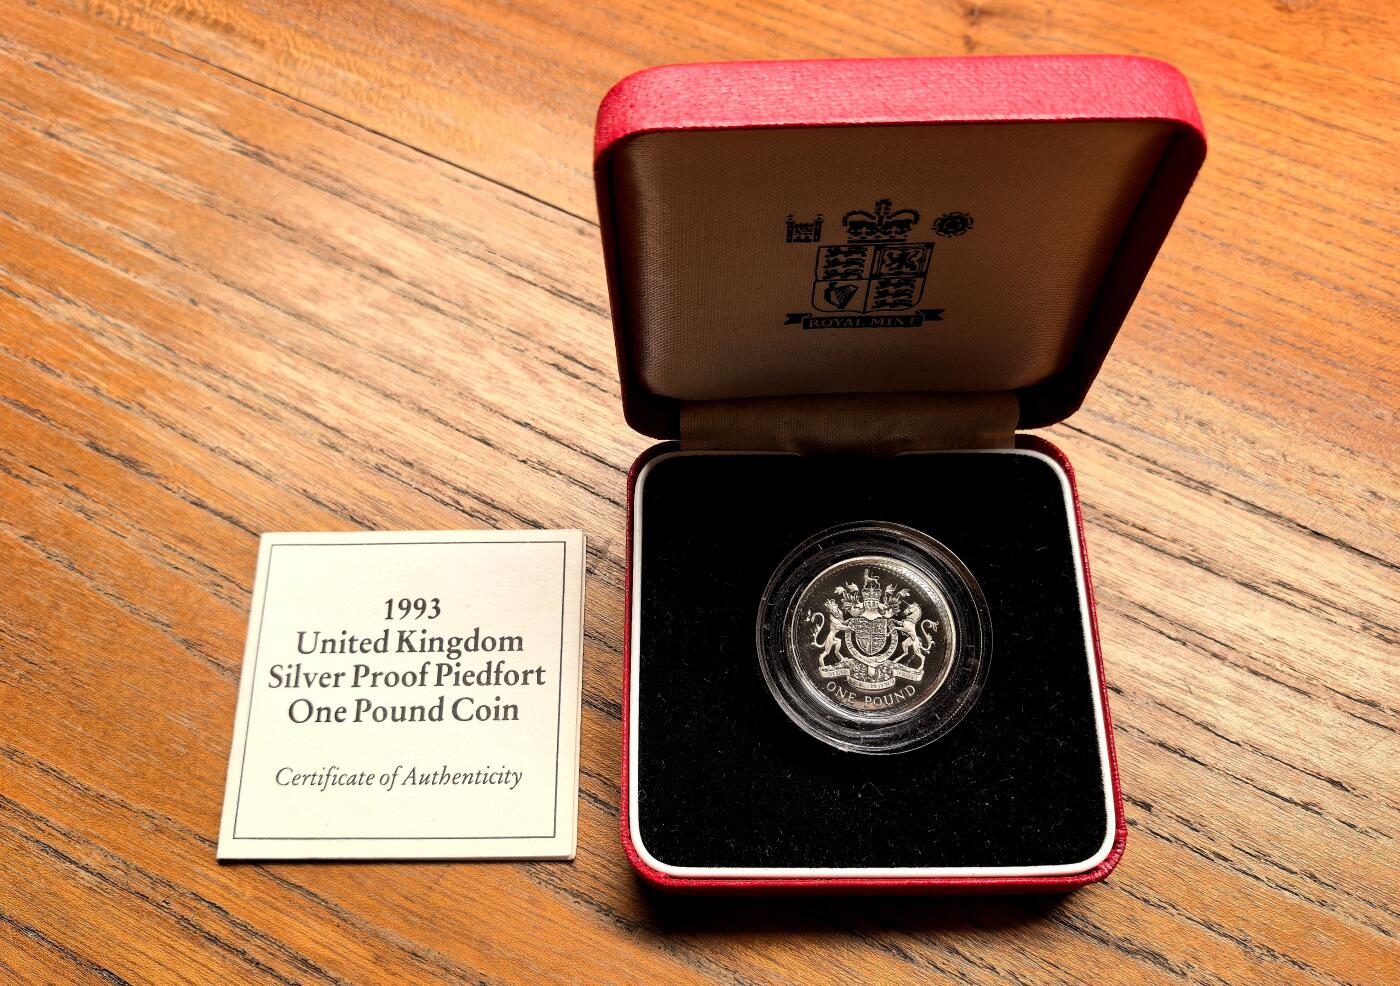 ROYAL MINT
1993
United Kingdom
Silver Proof Piedfort
One Pound Coin
Certificate of Authenticity
ONE POUND